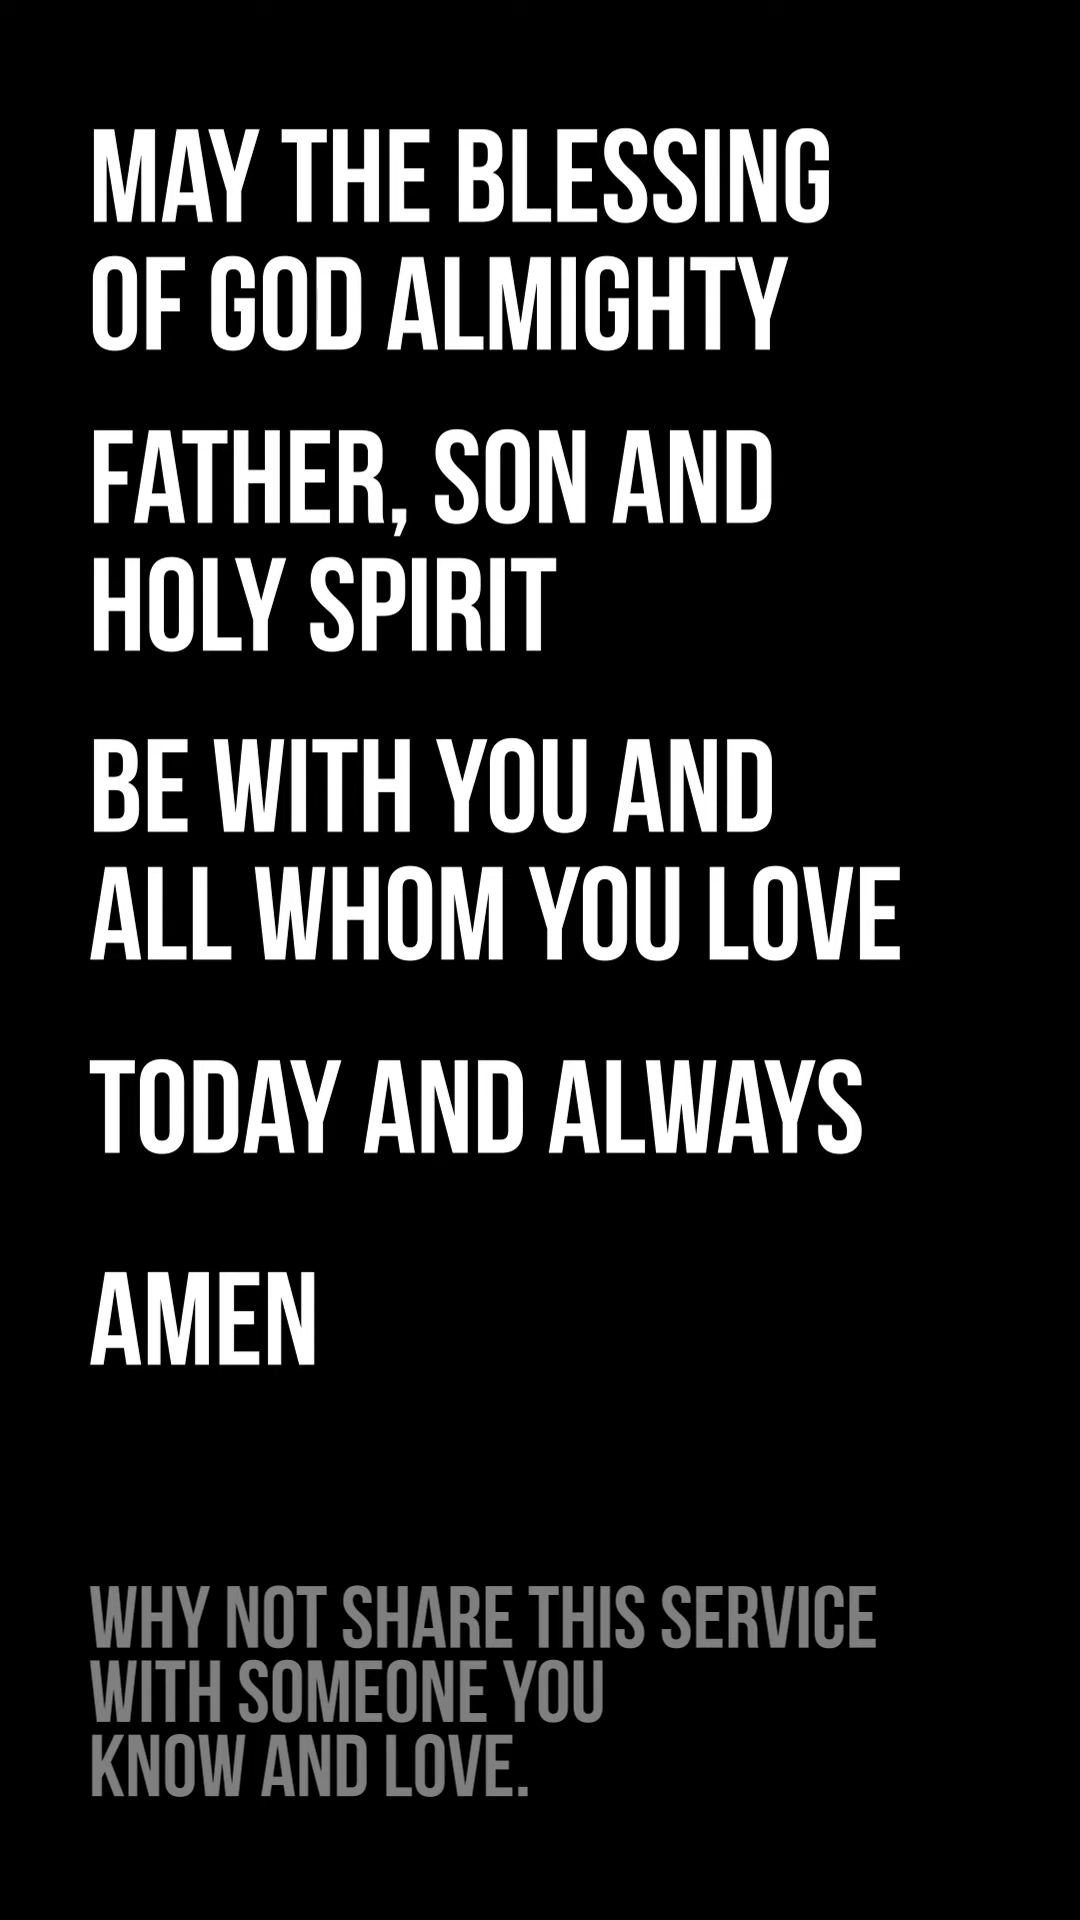 MAY THE BLESSING
OF GOD ALMIGHTY
FATHER, SON AND
HOLY SPIRIT
BE WITH YOU AND
ALL WHOM YOU LOVE
TODAY AND ALWAYS
AMEN
WHY NOT SHARE THIS SERVICE
WITH SOMEONE YOU
KNOW AND LOVE.